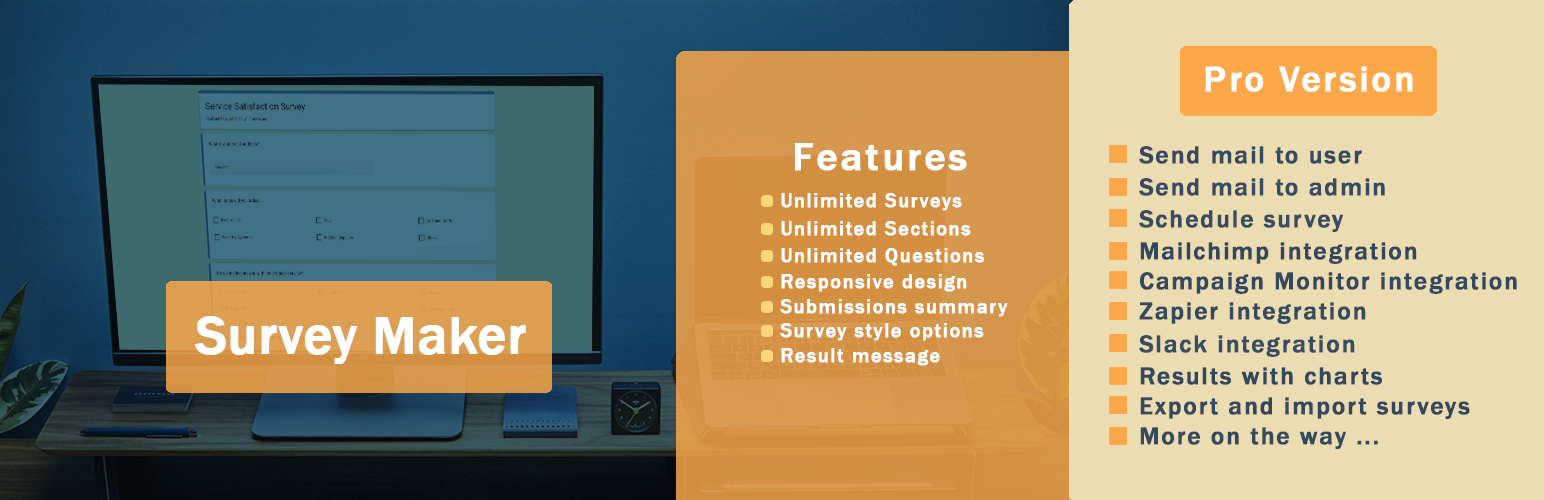 Service Satisfaction Survey
Survey Maker
Features
Unlimited Surveys
Unlimited Sections
Unlimited Questions
Responsive design
Submissions summary
Survey style options
Result message
Pro Version
Send mail to user
Send mail to admin
Schedule survey
Mailchimp integration
Campaign Monitor integration
Zapier integration
Slack integration
Results with charts
Export and import surveys
More on the way ...